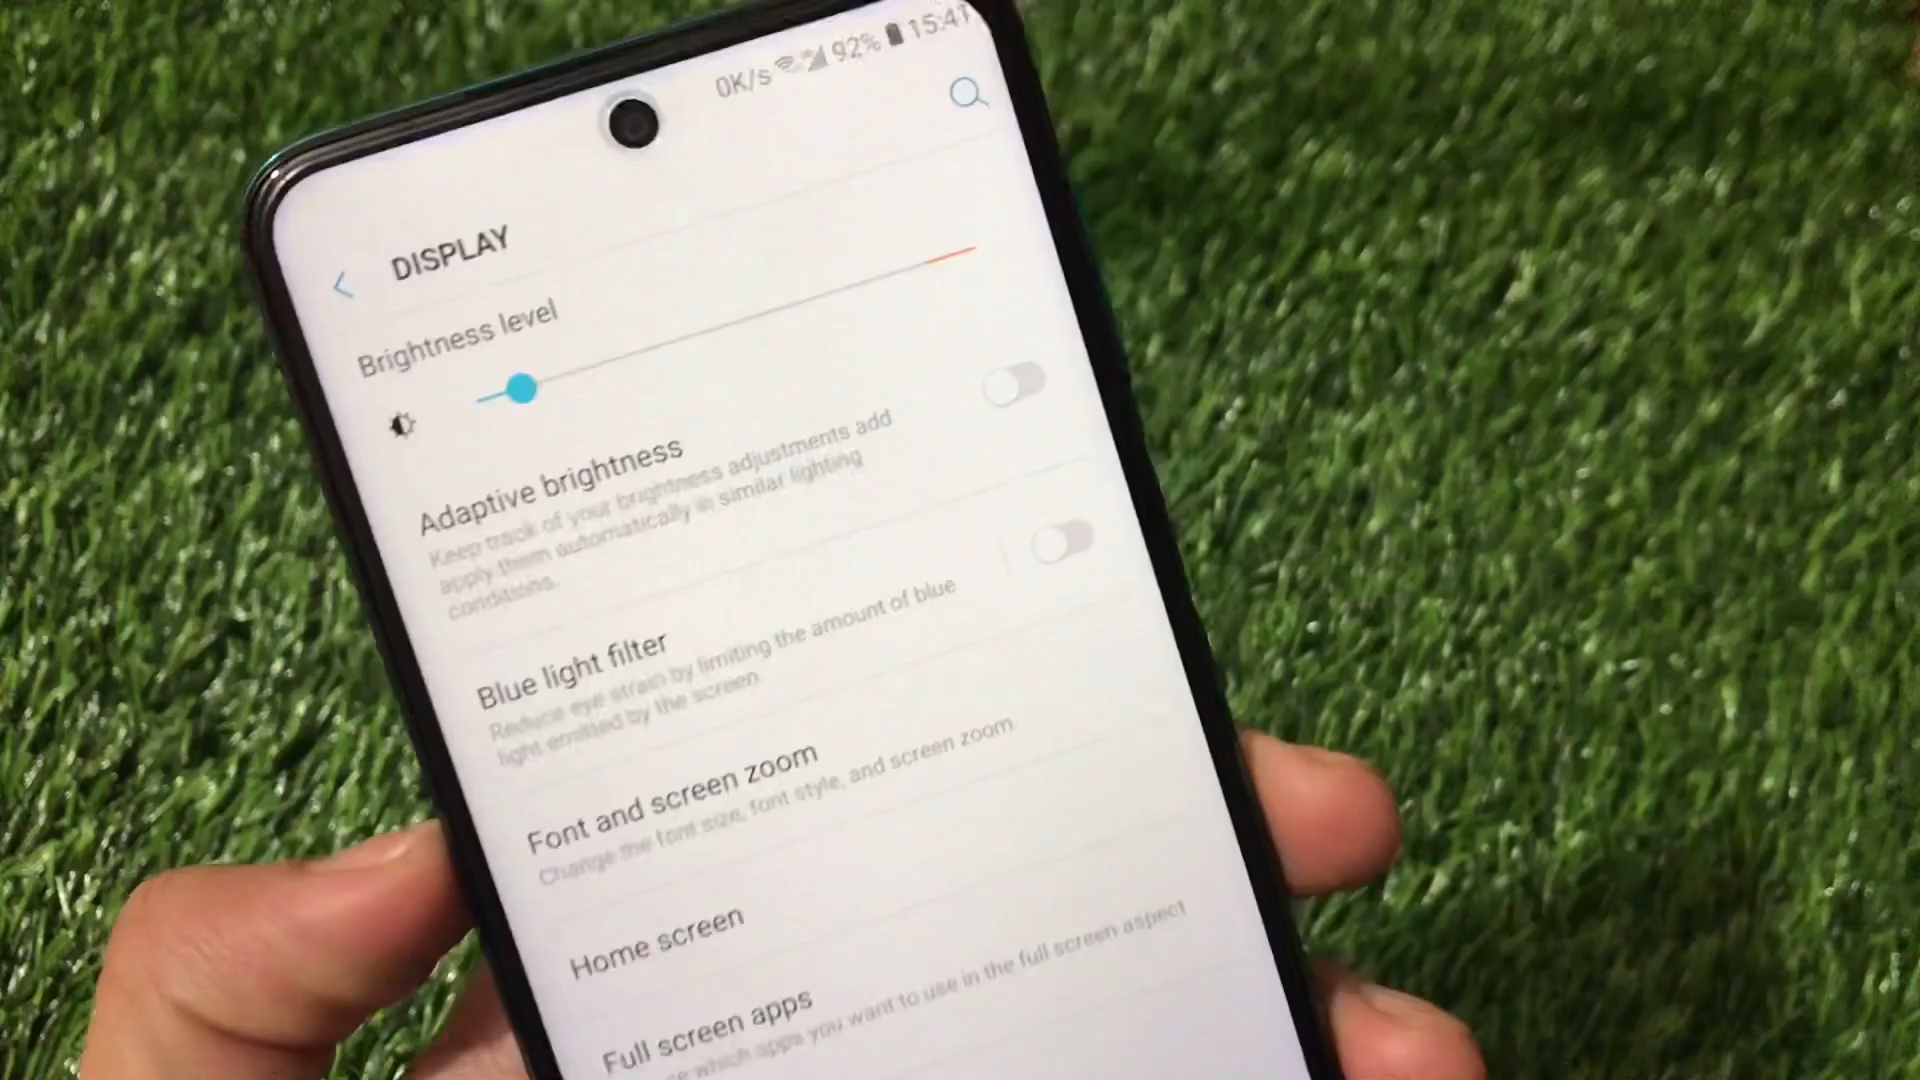 0K/s 92% 15:41
DISPLAY
Brightness level
Adaptive brightness
Keep track of your brightness adjustments add
apply them automatically in similar lighting
conditions.
Blue light filter
Reduce eye strain by limiting the amount of blue
light emitted by the screen
Font and screen zoom
Change the font size, font style, and screen zoom
Home screen
Full screen apps
which apps you want to use in the full screen aspect